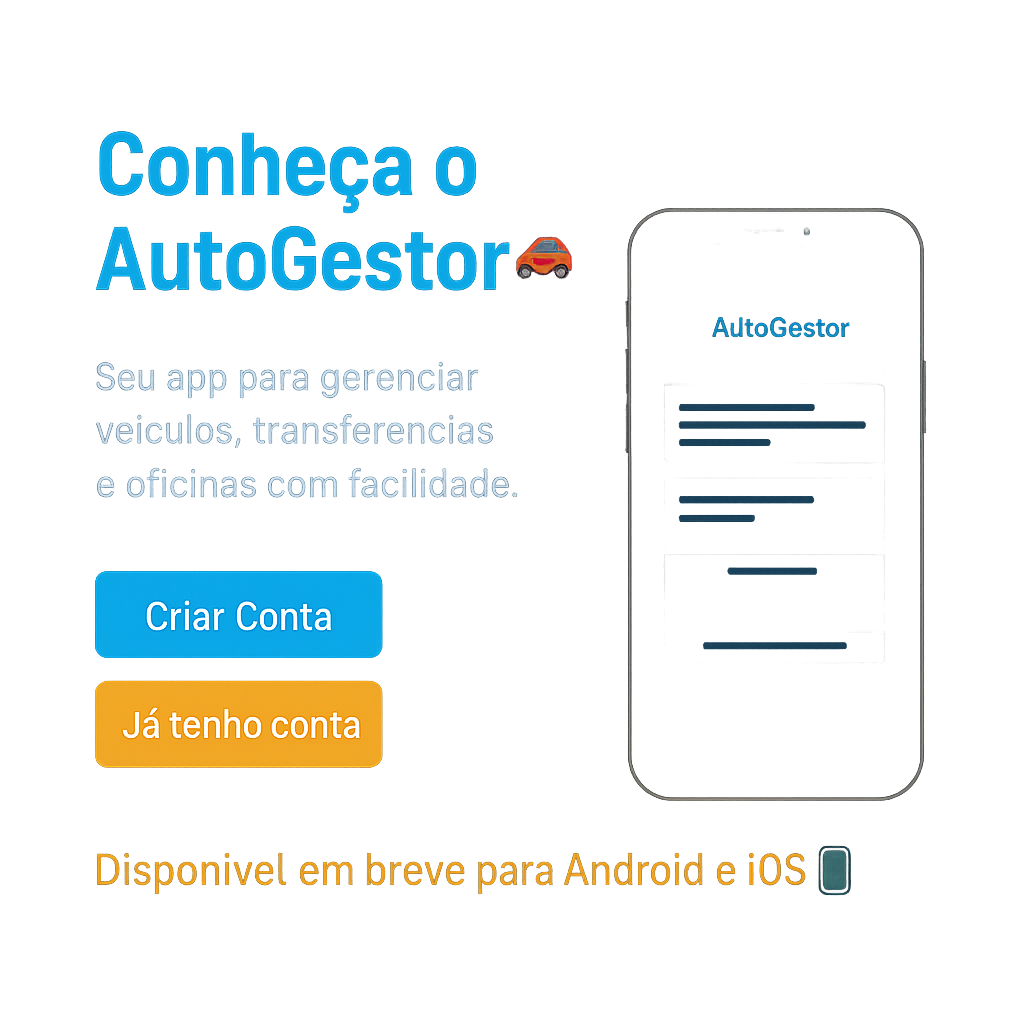 Conheça o
AutoGestor
Seu app para gerenciar
veiculos, transferencias
e oficinas com facilidade.
Criar Conta
Já tenho conta
Disponivel em breve para Android e iOS
AutoGestor